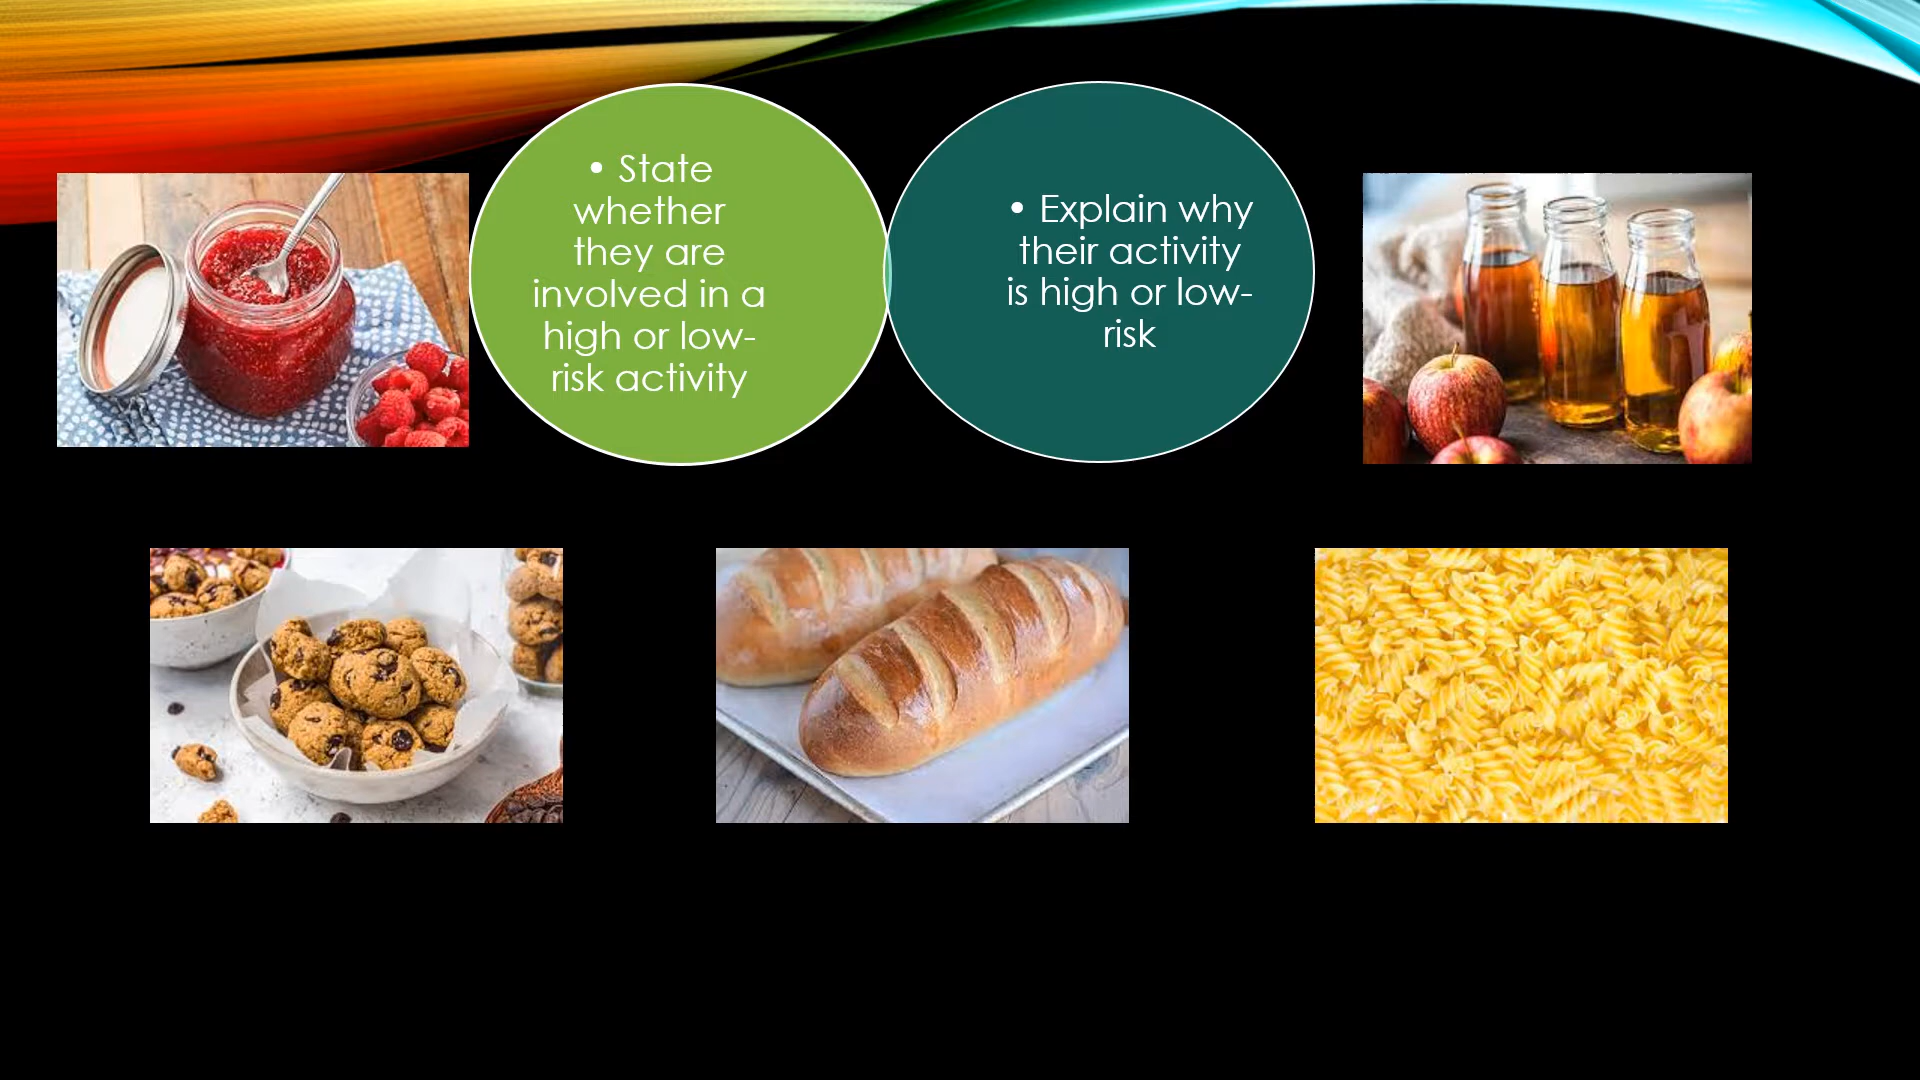 • State
whether
they are
involved in a
high or low-
risk activity
• Explain why
their activity
is high or low-
risk